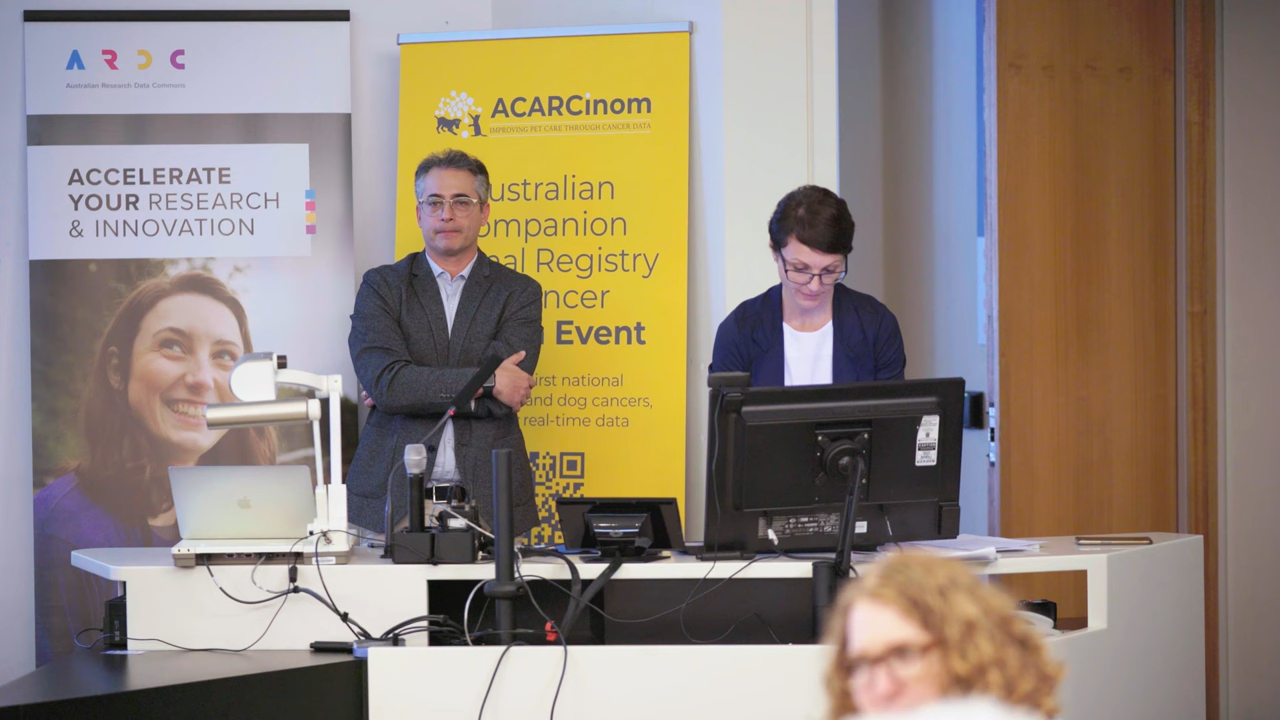 ARDC
Australian Research Data Commons
ACCELERATE
YOUR RESEARCH
& INNOVATION
ACARCinom
IMPROVING PET CARE THROUGH CANCER DATA
ustralian
ompanion
al Registry
ncer
Event
irst national
and dog cancers,
real-time data